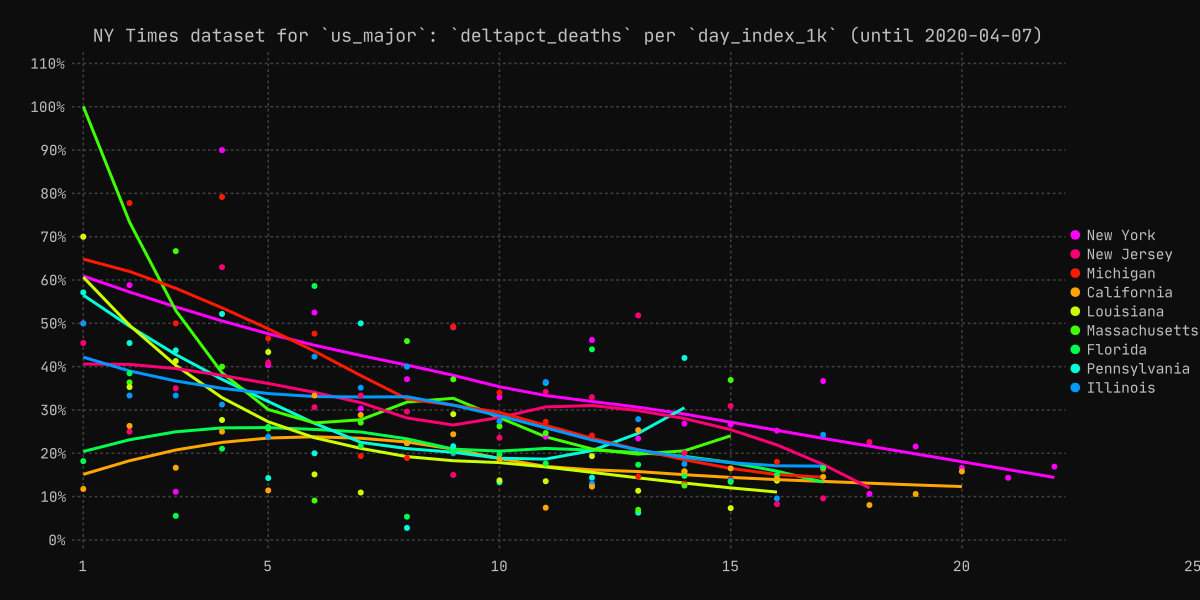 NY Times dataset for `us_major`: `deltapct_deaths` per `day_index_1k` (until 2020-04-07)
110%
100%
90%
80%
70%
60%
50%
40%
30%
20%
10%
0%
1 5 10 15 20 25
New York
New Jersey
Michigan
California
Louisiana
Massachusetts
Florida
Pennsylvania
Illinois